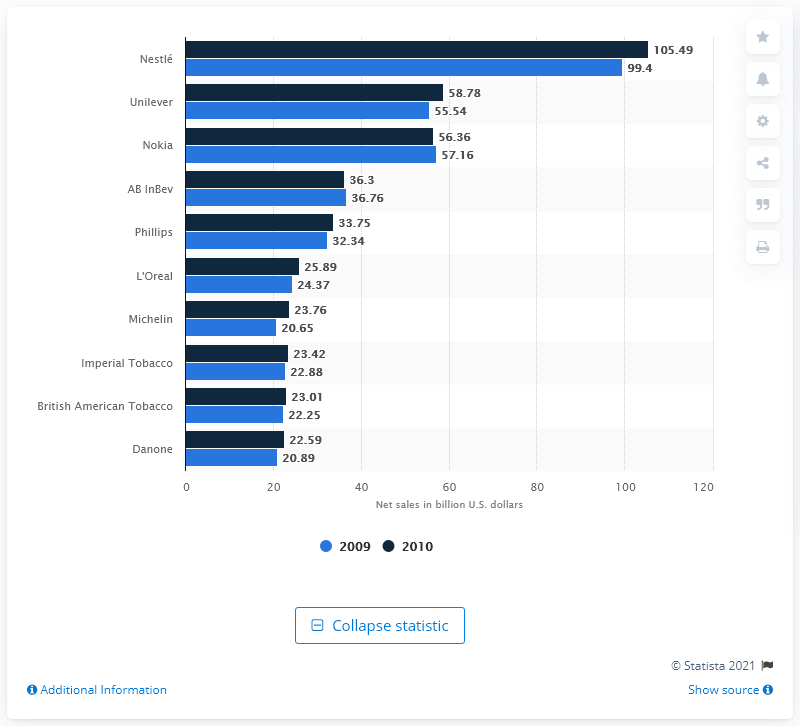 Nestlé 105.49
99.4
Unilever 58.78
55.54
Nokia 56.36
57.16
AB InBev 36.3
36.76
Phillips 33.75
32.34
L'Oreal 25.89
24.37
Michelin 23.76
20.65
Imperial Tobacco 23.42
22.88
British American Tobacco 23.01
22.25
Danone 22.59
20.89
0 20 40 60 80 100 120
Net sales in billion U.S. dollars
2009 2010
Collapse statistic
© Statista 2021
Additional Information Show source